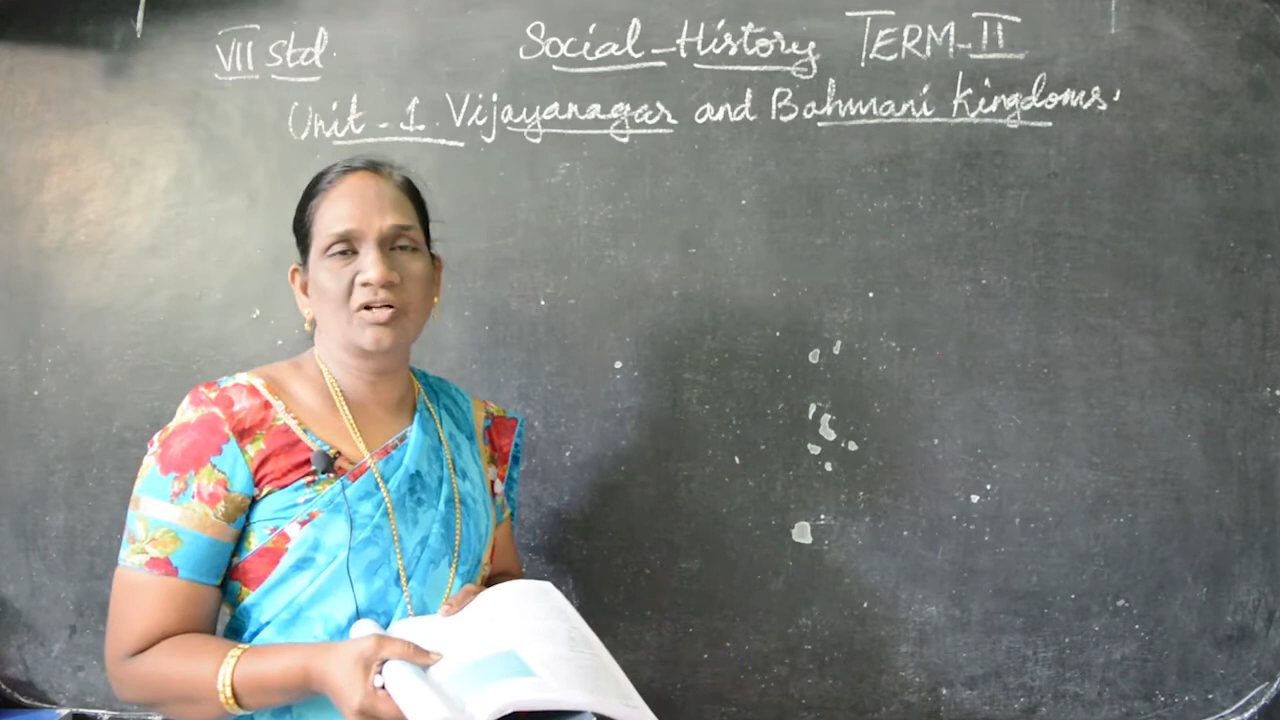 VII Std. Social-History TERM-II
Unit-1. Vijayanagar and Bahmani Kingdoms.